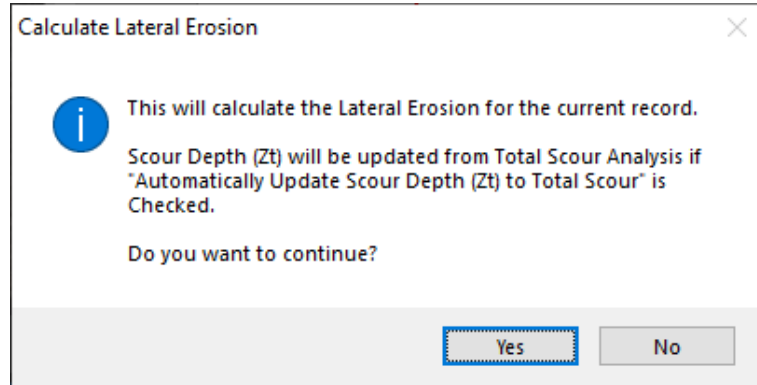 Calculate Lateral Erosion
This will calculate the Lateral Erosion for the current record.
Scour Depth (Zt) will be updated from Total Scour Analysis if
"Automatically Update Scour Depth (Zt) to Total Scour" is
Checked.
Do you want to continue?
Yes
No